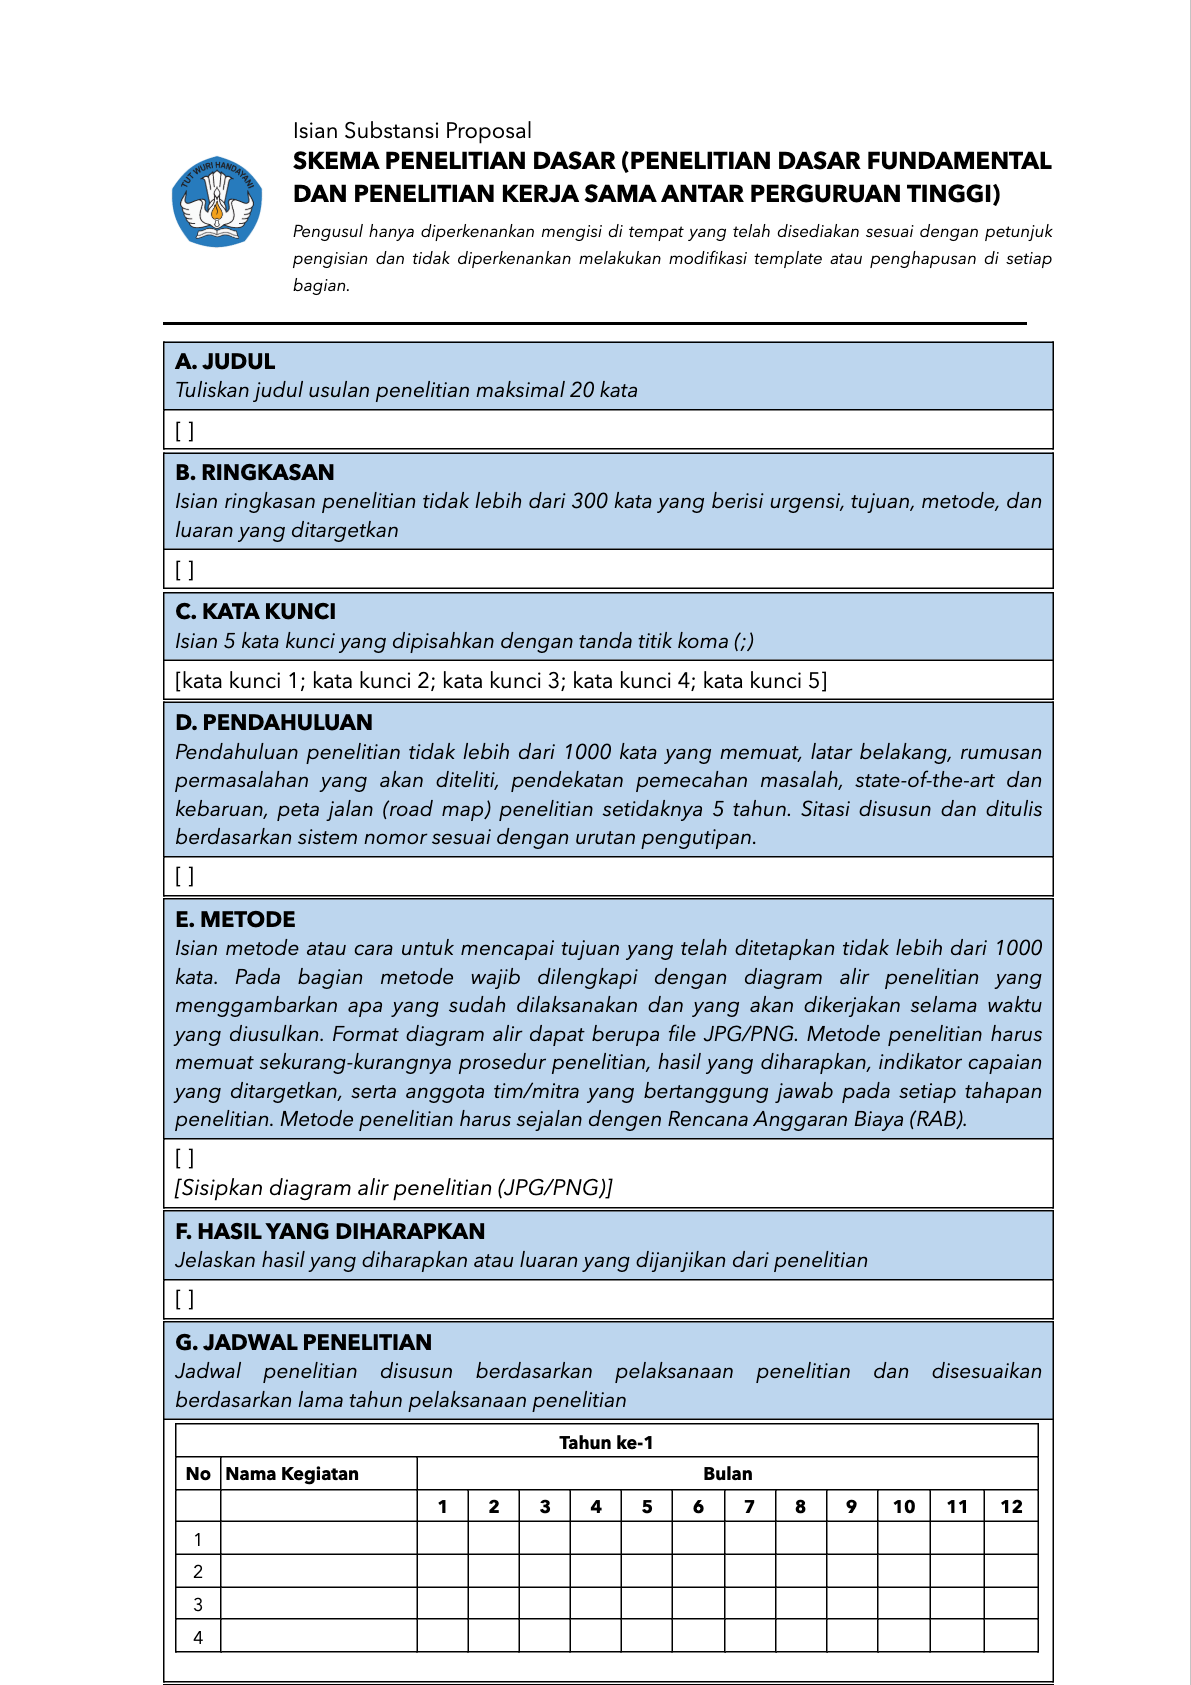 TUT WURI HANDAYANI
Isian Substansi Proposal
SKEMA PENELITIAN DASAR (PENELITIAN DASAR FUNDAMENTAL
DAN PENELITIAN KERJA SAMA ANTAR PERGURUAN TINGGI)
Pengusul hanya diperkenankan mengisi di tempat yang telah disediakan sesuai dengan petunjuk
pengisian dan tidak diperkenankan melakukan modifikasi template atau penghapusan di setiap
bagian.
A. JUDUL
Tuliskan judul usulan penelitian maksimal 20 kata
[ ]
B. RINGKASAN
Isian ringkasan penelitian tidak lebih dari 300 kata yang berisi urgensi, tujuan, metode, dan
luaran yang ditargetkan
[ ]
C. KATA KUNCI
Isian 5 kata kunci yang dipisahkan dengan tanda titik koma (;)
[kata kunci 1; kata kunci 2; kata kunci 3; kata kunci 4; kata kunci 5]
D. PENDAHULUAN
Pendahuluan penelitian tidak lebih dari 1000 kata yang memuat, latar belakang, rumusan
permasalahan yang akan diteliti, pendekatan pemecahan masalah, state-of-the-art dan
kebaruan, peta jalan (road map) penelitian setidaknya 5 tahun. Sitasi disusun dan ditulis
berdasarkan sistem nomor sesuai dengan urutan pengutipan.
[ ]
E. METODE
Isian metode atau cara untuk mencapai tujuan yang telah ditetapkan tidak lebih dari 1000
kata. Pada bagian metode wajib dilengkapi dengan diagram alir penelitian yang
menggambarkan apa yang sudah dilaksanakan dan yang akan dikerjakan selama waktu
yang diusulkan. Format diagram alir dapat berupa file JPG/PNG. Metode penelitian harus
memuat sekurang-kurangnya prosedur penelitian, hasil yang diharapkan, indikator capaian
yang ditargetkan, serta anggota tim/mitra yang bertanggung jawab pada setiap tahapan
penelitian. Metode penelitian harus sejalan dengen Rencana Anggaran Biaya (RAB).
[ ]
[Sisipkan diagram alir penelitian (JPG/PNG)]
F. HASIL YANG DIHARAPKAN
Jelaskan hasil yang diharapkan atau luaran yang dijanjikan dari penelitian
[ ]
G. JADWAL PENELITIAN
Jadwal penelitian disusun berdasarkan pelaksanaan penelitian dan disesuaikan
berdasarkan lama tahun pelaksanaan penelitian
Tahun ke-1
No Nama Kegiatan Bulan
1 2 3 4 5 6 7 8 9 10 11 12
1
2
3
4